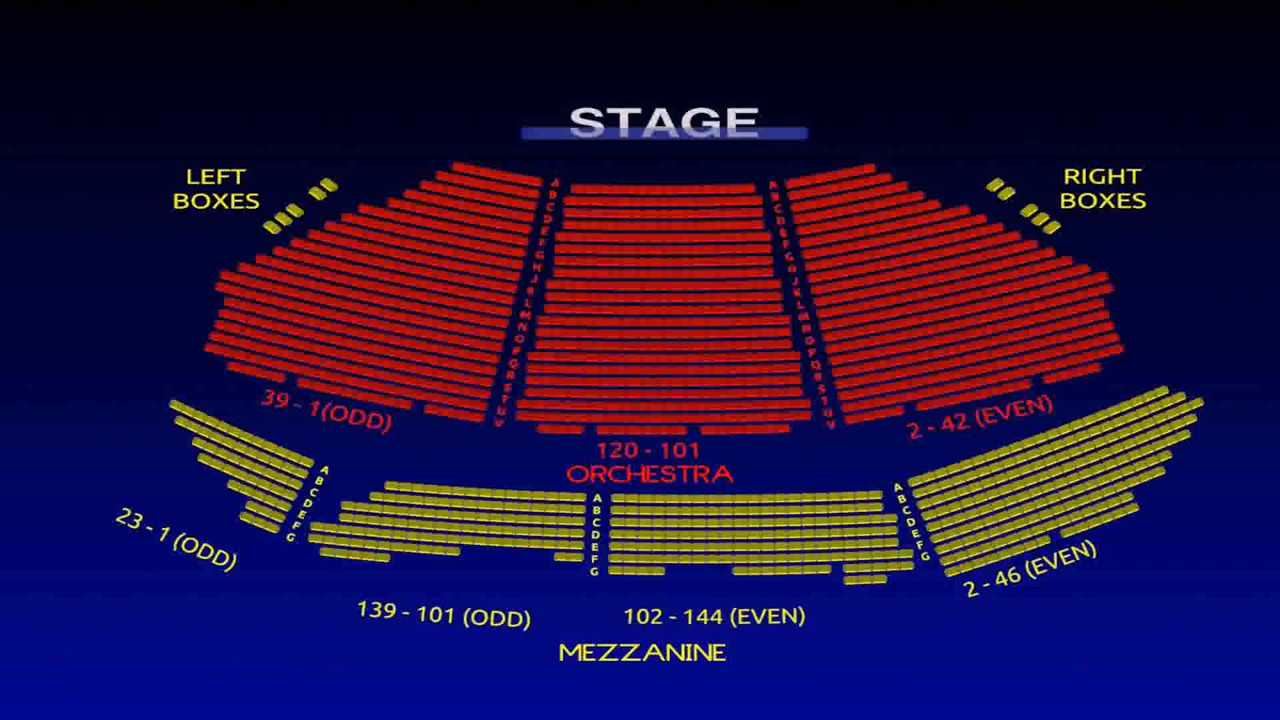 STAGE
LEFT
BOXES
RIGHT
BOXES
39 - 1(ODD)
120 - 101
2 - 42 (EVEN)
ORCHESTRA
A
B
C
D
E
F
G
A
B
C
D
E
F
G
A
B
C
D
E
F
G
23 - 1 (ODD)
139 - 101 (ODD)
102 - 144 (EVEN)
2 - 46 (EVEN)
MEZZANINE